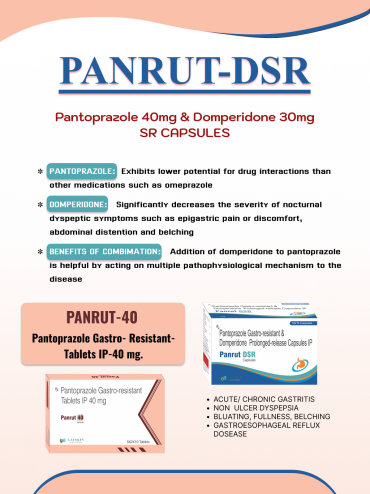 PANRUT-DSR
Pantoprazole 40mg & Domperidone 30mg
SR CAPSULES
* PANTOPRAZOLE: Exhibits lower potential for drug interactions than
other medications such as omeprazole
* DOMPERIDONE: Significantly decreases the severity of nocturnal
dyspeptic symptoms such as epigastric pain or discomfort,
abdominal distention and belching
* BENEFITS OF COMBIMATION: Addition of domperidone to pantoprazole
is helpful by acting on multiple pathophysiological mechanism to the
disease
PANRUT-40
Pantoprazole Gastro- Resistant-
Tablets IP-40 mg.
Pantoprazole Gastro-resistant
Tablets IP 40 mg
Panrut 40
10X10 Tablets
Pantoprazole Gastro-resistant &
Domperidone Prolonged-release Capsules IP
Panrut DSR
Capsules
• ACUTE/ CHRONIC GASTRITIS
• NON ULCER DYSPEPSIA
• BLUATING, FULLNESS, BELCHING
• GASTROESOPHAGEAL REFLUX
DOSEASE